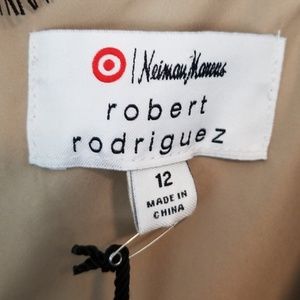 | Neiman Marcus
robert
rodriguez
12
MADE IN
CHINA